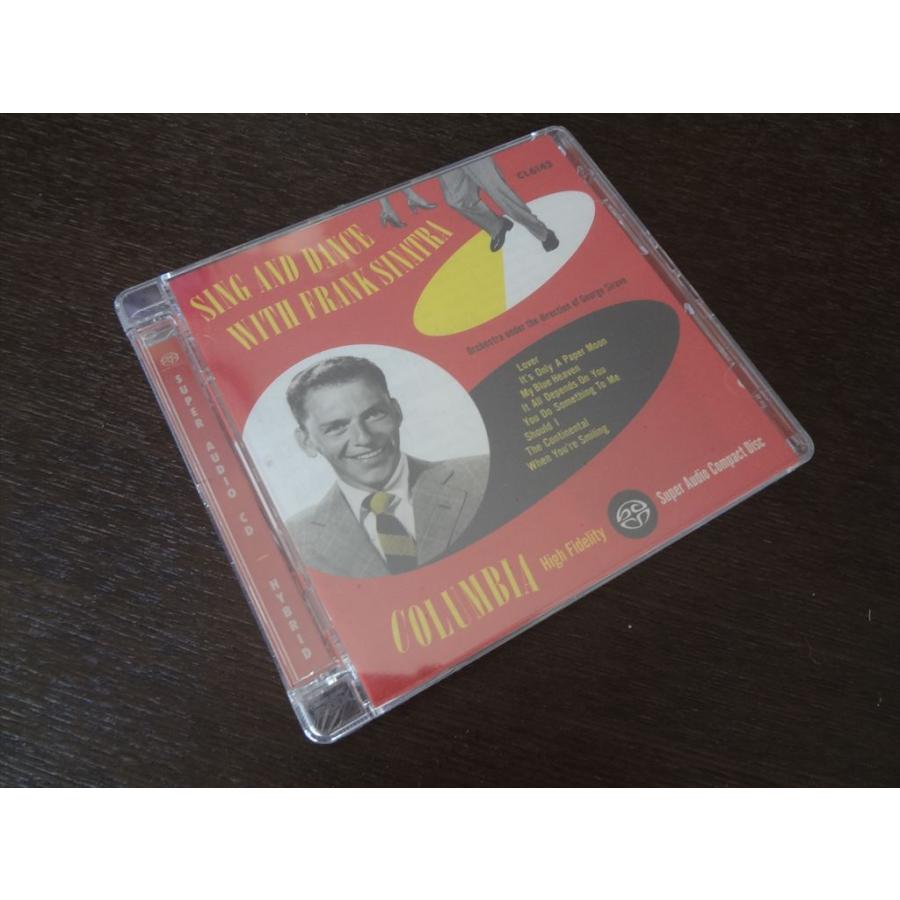 CL6143
SING AND DANCE
WITH FRANK SINATRA
Orchestra under the direction of George Siravo
Lover
It's Only A Paper Moon
My Blue Heaven
It All Depends On You
You Do Something To Me
Should I
The Continental
When You're Smiling
COLUMBIA High Fidelity Super Audio Compact Disc
SUPER AUDIO CD | HYBRID